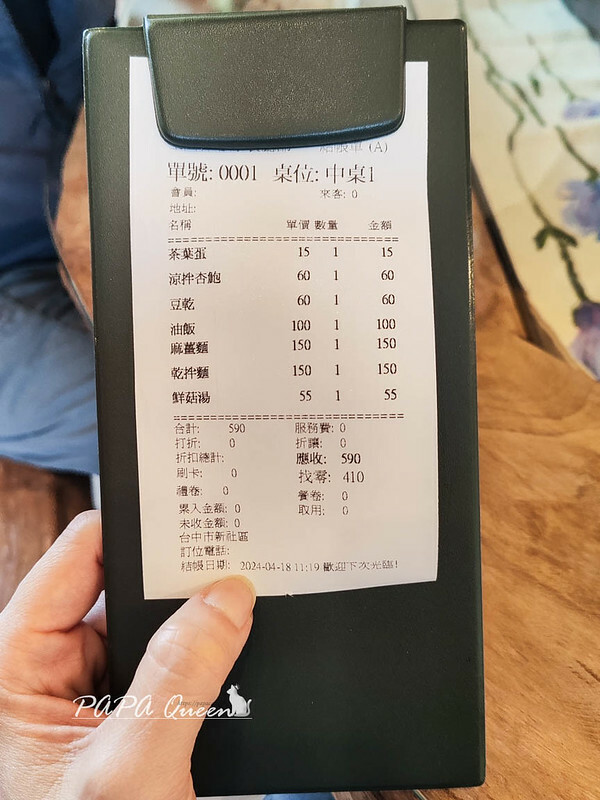 結帳單 (A)
單號: 0001 桌位: 中桌1
會員: 來客: 0
地址:
名稱 單價 數量 金額
茶葉蛋 15 1 15
涼拌杏鮑 60 1 60
豆乾 60 1 60
油飯 100 1 100
麻薑麵 150 1 150
乾拌麵 150 1 150
鮮菇湯 55 1 55
合計: 590 服務費: 0
打折: 0 折讓: 0
折扣總計: 應收: 590
刷卡: 0 找零: 410
禮卷: 0 餐卷: 0
累入金額: 0 取用: 0
未收金額: 0
台中市新社區
訂位電話:
結帳日期: 2024-04-18 11:19 歡迎下次光臨!
PAPA Queen